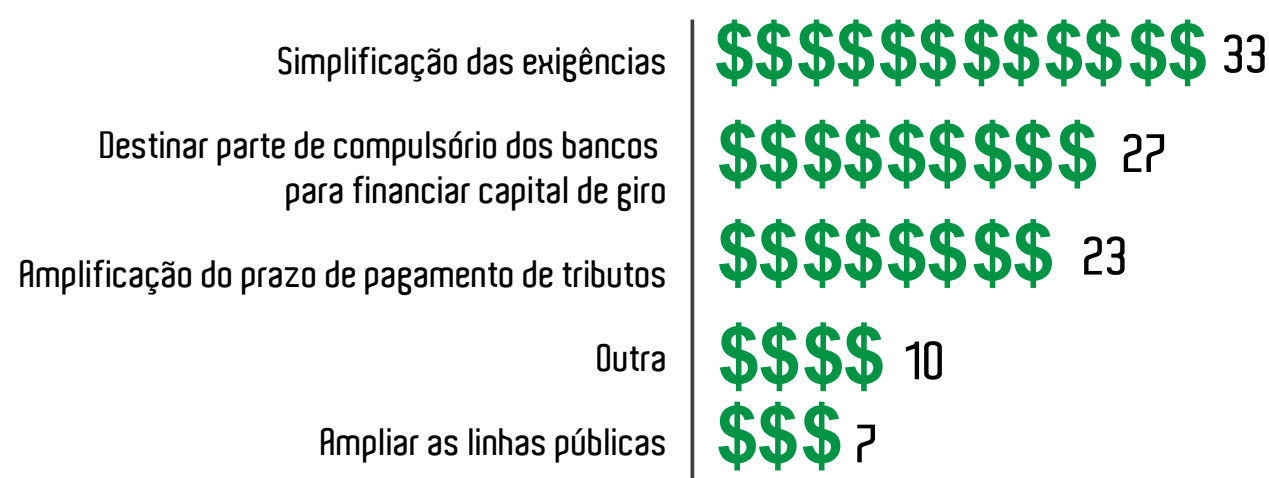 Simplificação das exigências $$$$$$$$$$$$ 33
Destinar parte de compulsório dos bancos
para financiar capital de giro $$$$$$$$$ 27
Amplificação do prazo de pagamento de tributos $$$$$$$$ 23
Outra $$$$ 10
Ampliar as linhas públicas $$$ 7